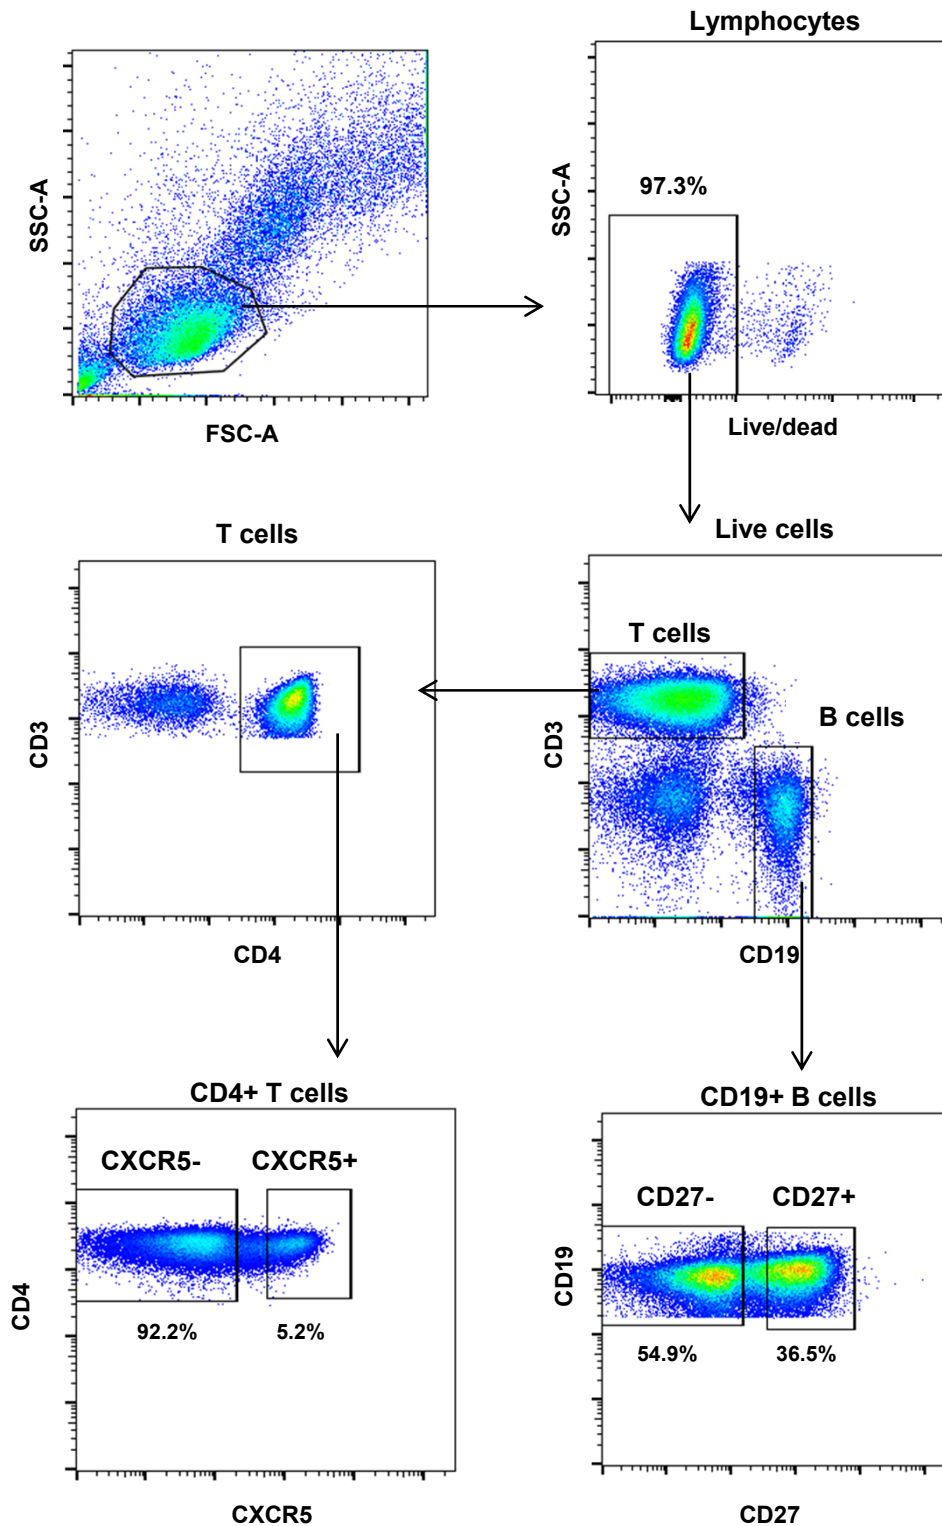 Lymphocytes
SSC-A
FSC-A
SSC-A
97.3%
Live/dead
T cells
CD3
CD4
Live cells
T cells
B cells
CD3
CD19
CD4+ T cells
CXCR5-
CXCR5+
CD4
92.2%
5.2%
CXCR5
CD19+ B cells
CD27-
CD27+
CD19
54.9%
36.5%
CD27